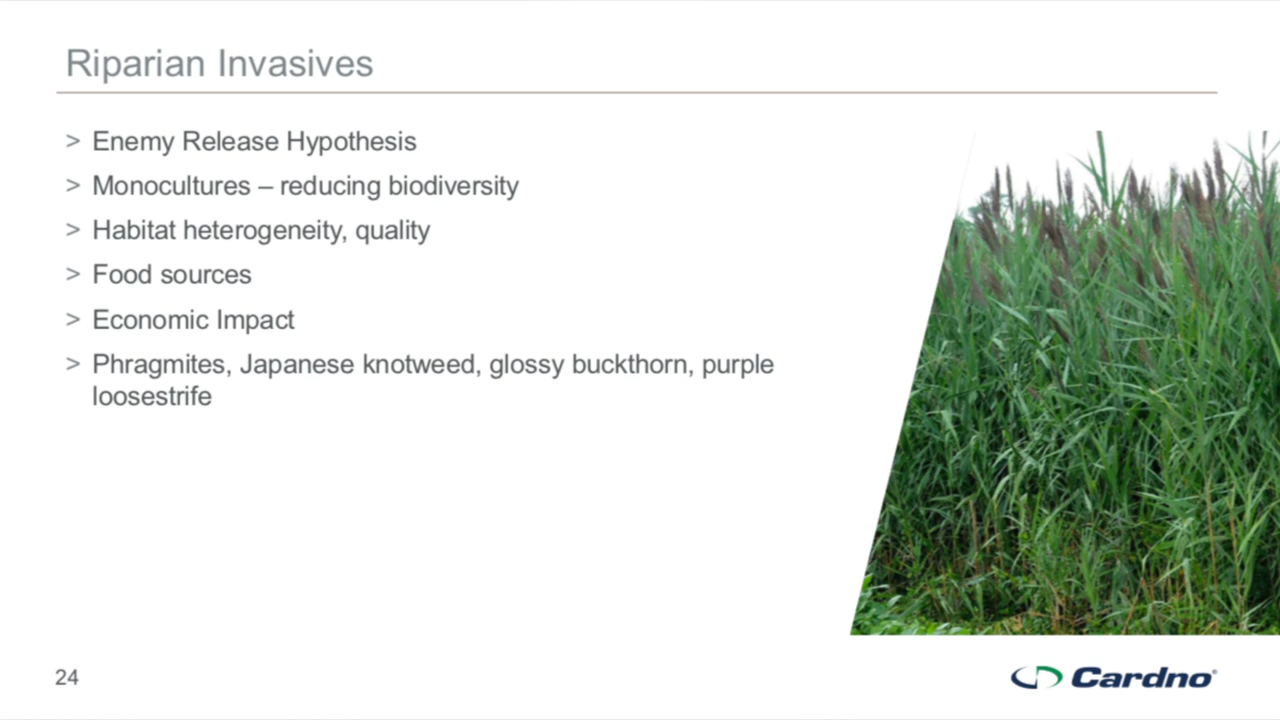 Riparian Invasives
> Enemy Release Hypothesis
> Monocultures – reducing biodiversity
> Habitat heterogeneity, quality
> Food sources
> Economic Impact
> Phragmites, Japanese knotweed, glossy buckthorn, purple
loosestrife
24
Cardno®